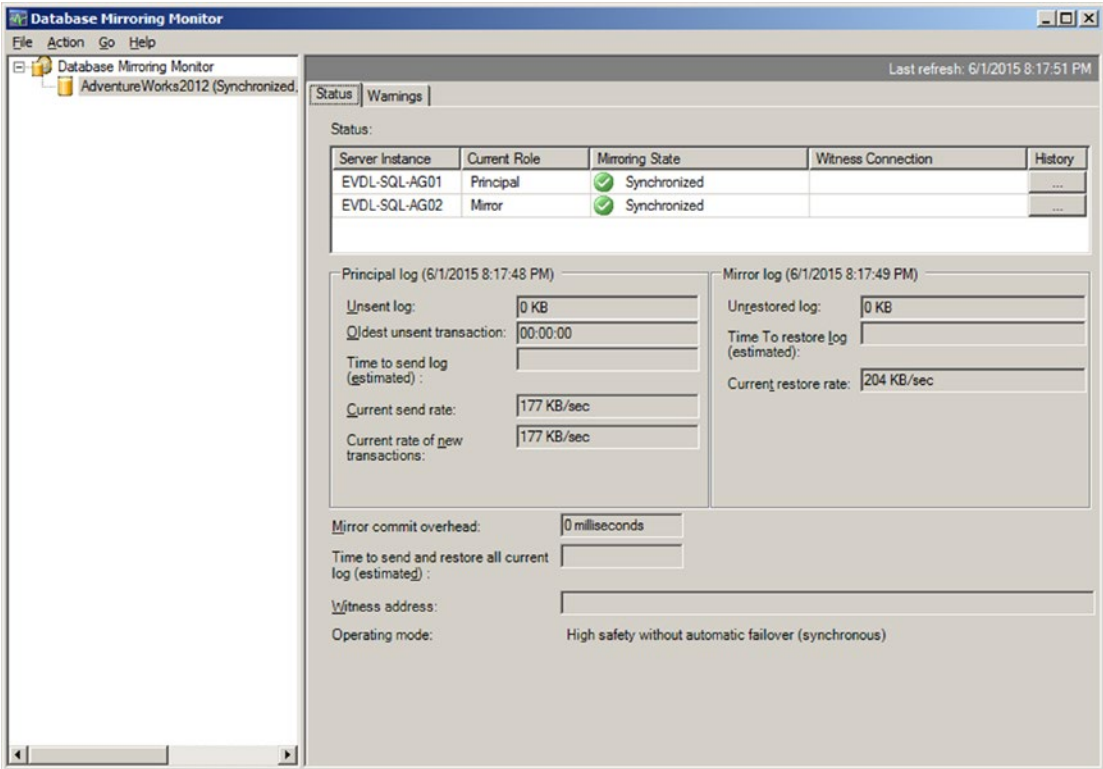 Database Mirroring Monitor
File Action Go Help
Database Mirroring Monitor
AdventureWorks2012 (Synchronized,
Last refresh: 6/1/2015 8:17:51 PM
Status Warnings
Status:
Server Instance Current Role Mirroring State Witness Connection History
EVDL-SQL-AG01 Principal Synchronized ...
EVDL-SQL-AG02 Mirror Synchronized ...
Principal log (6/1/2015 8:17:48 PM)
Unsent log: 0 KB
Oldest unsent transaction: 00:00:00
Time to send log
(estimated) :
Current send rate: 177 KB/sec
Current rate of new
transactions: 177 KB/sec
Mirror log (6/1/2015 8:17:49 PM)
Unrestored log: 0 KB
Time To restore log
(estimated):
Current restore rate: 204 KB/sec
Mirror commit overhead: 0 milliseconds
Time to send and restore all current
log (estimated) :
Witness address:
Operating mode: High safety without automatic failover (synchronous)